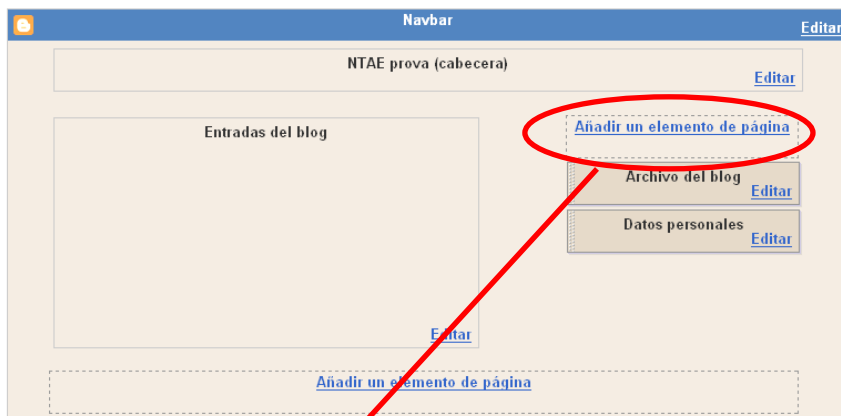 Navbar
Editar
NTAE prova (cabecera)
Editar
Entradas del blog
Editar
Añadir un elemento de página
Archivo del blog
Editar
Datos personales
Editar
Añadir un elemento de página